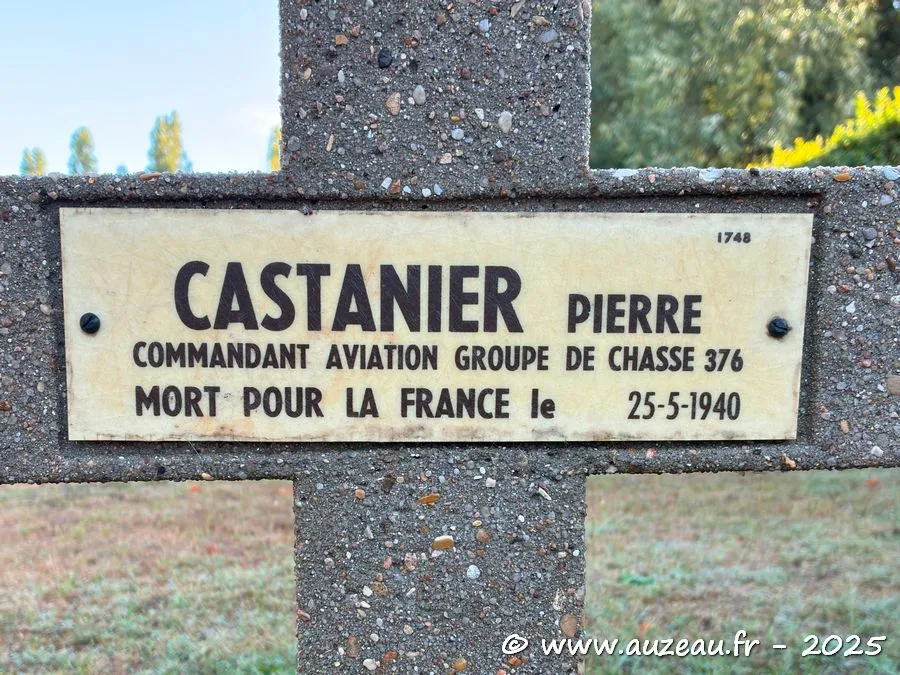 1748
CASTANIER PIERRE
COMMANDANT AVIATION GROUPE DE CHASSE 376
MORT POUR LA FRANCE le 25-5-1940
© www.auzeau.fr - 2025